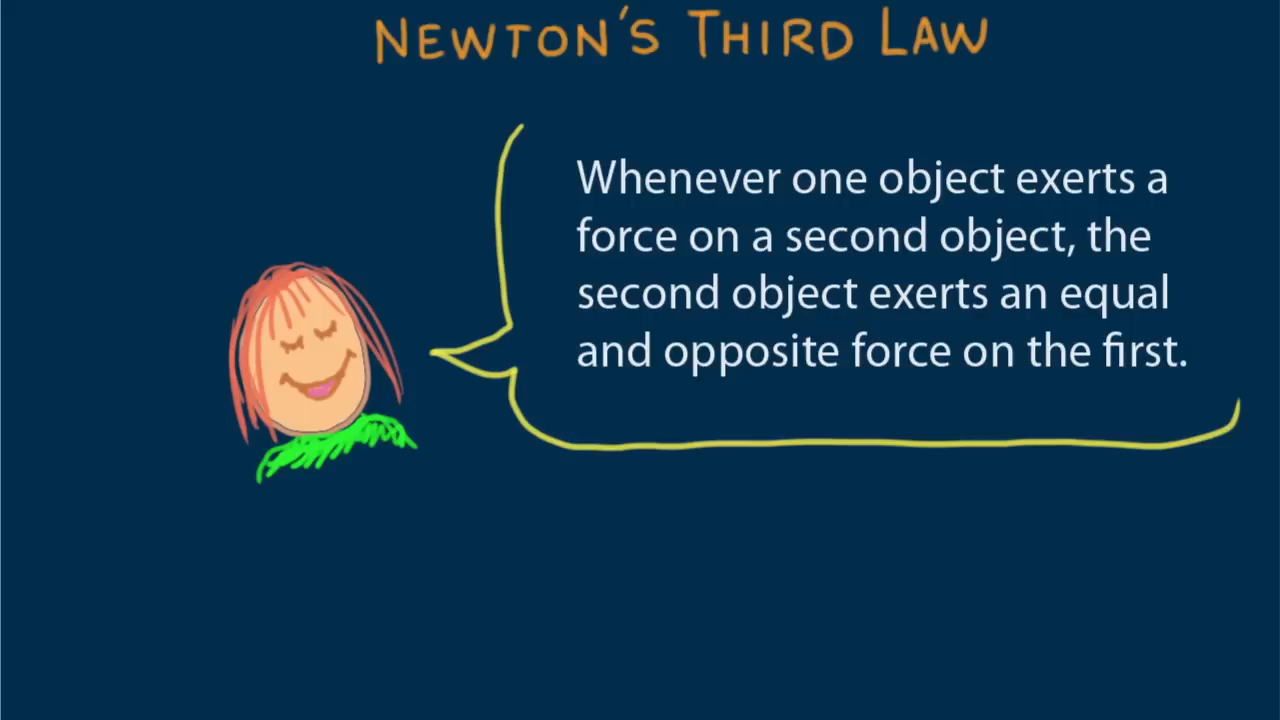 NEWTON'S THIRD LAW
Whenever one object exerts a
force on a second object, the
second object exerts an equal
and opposite force on the first.